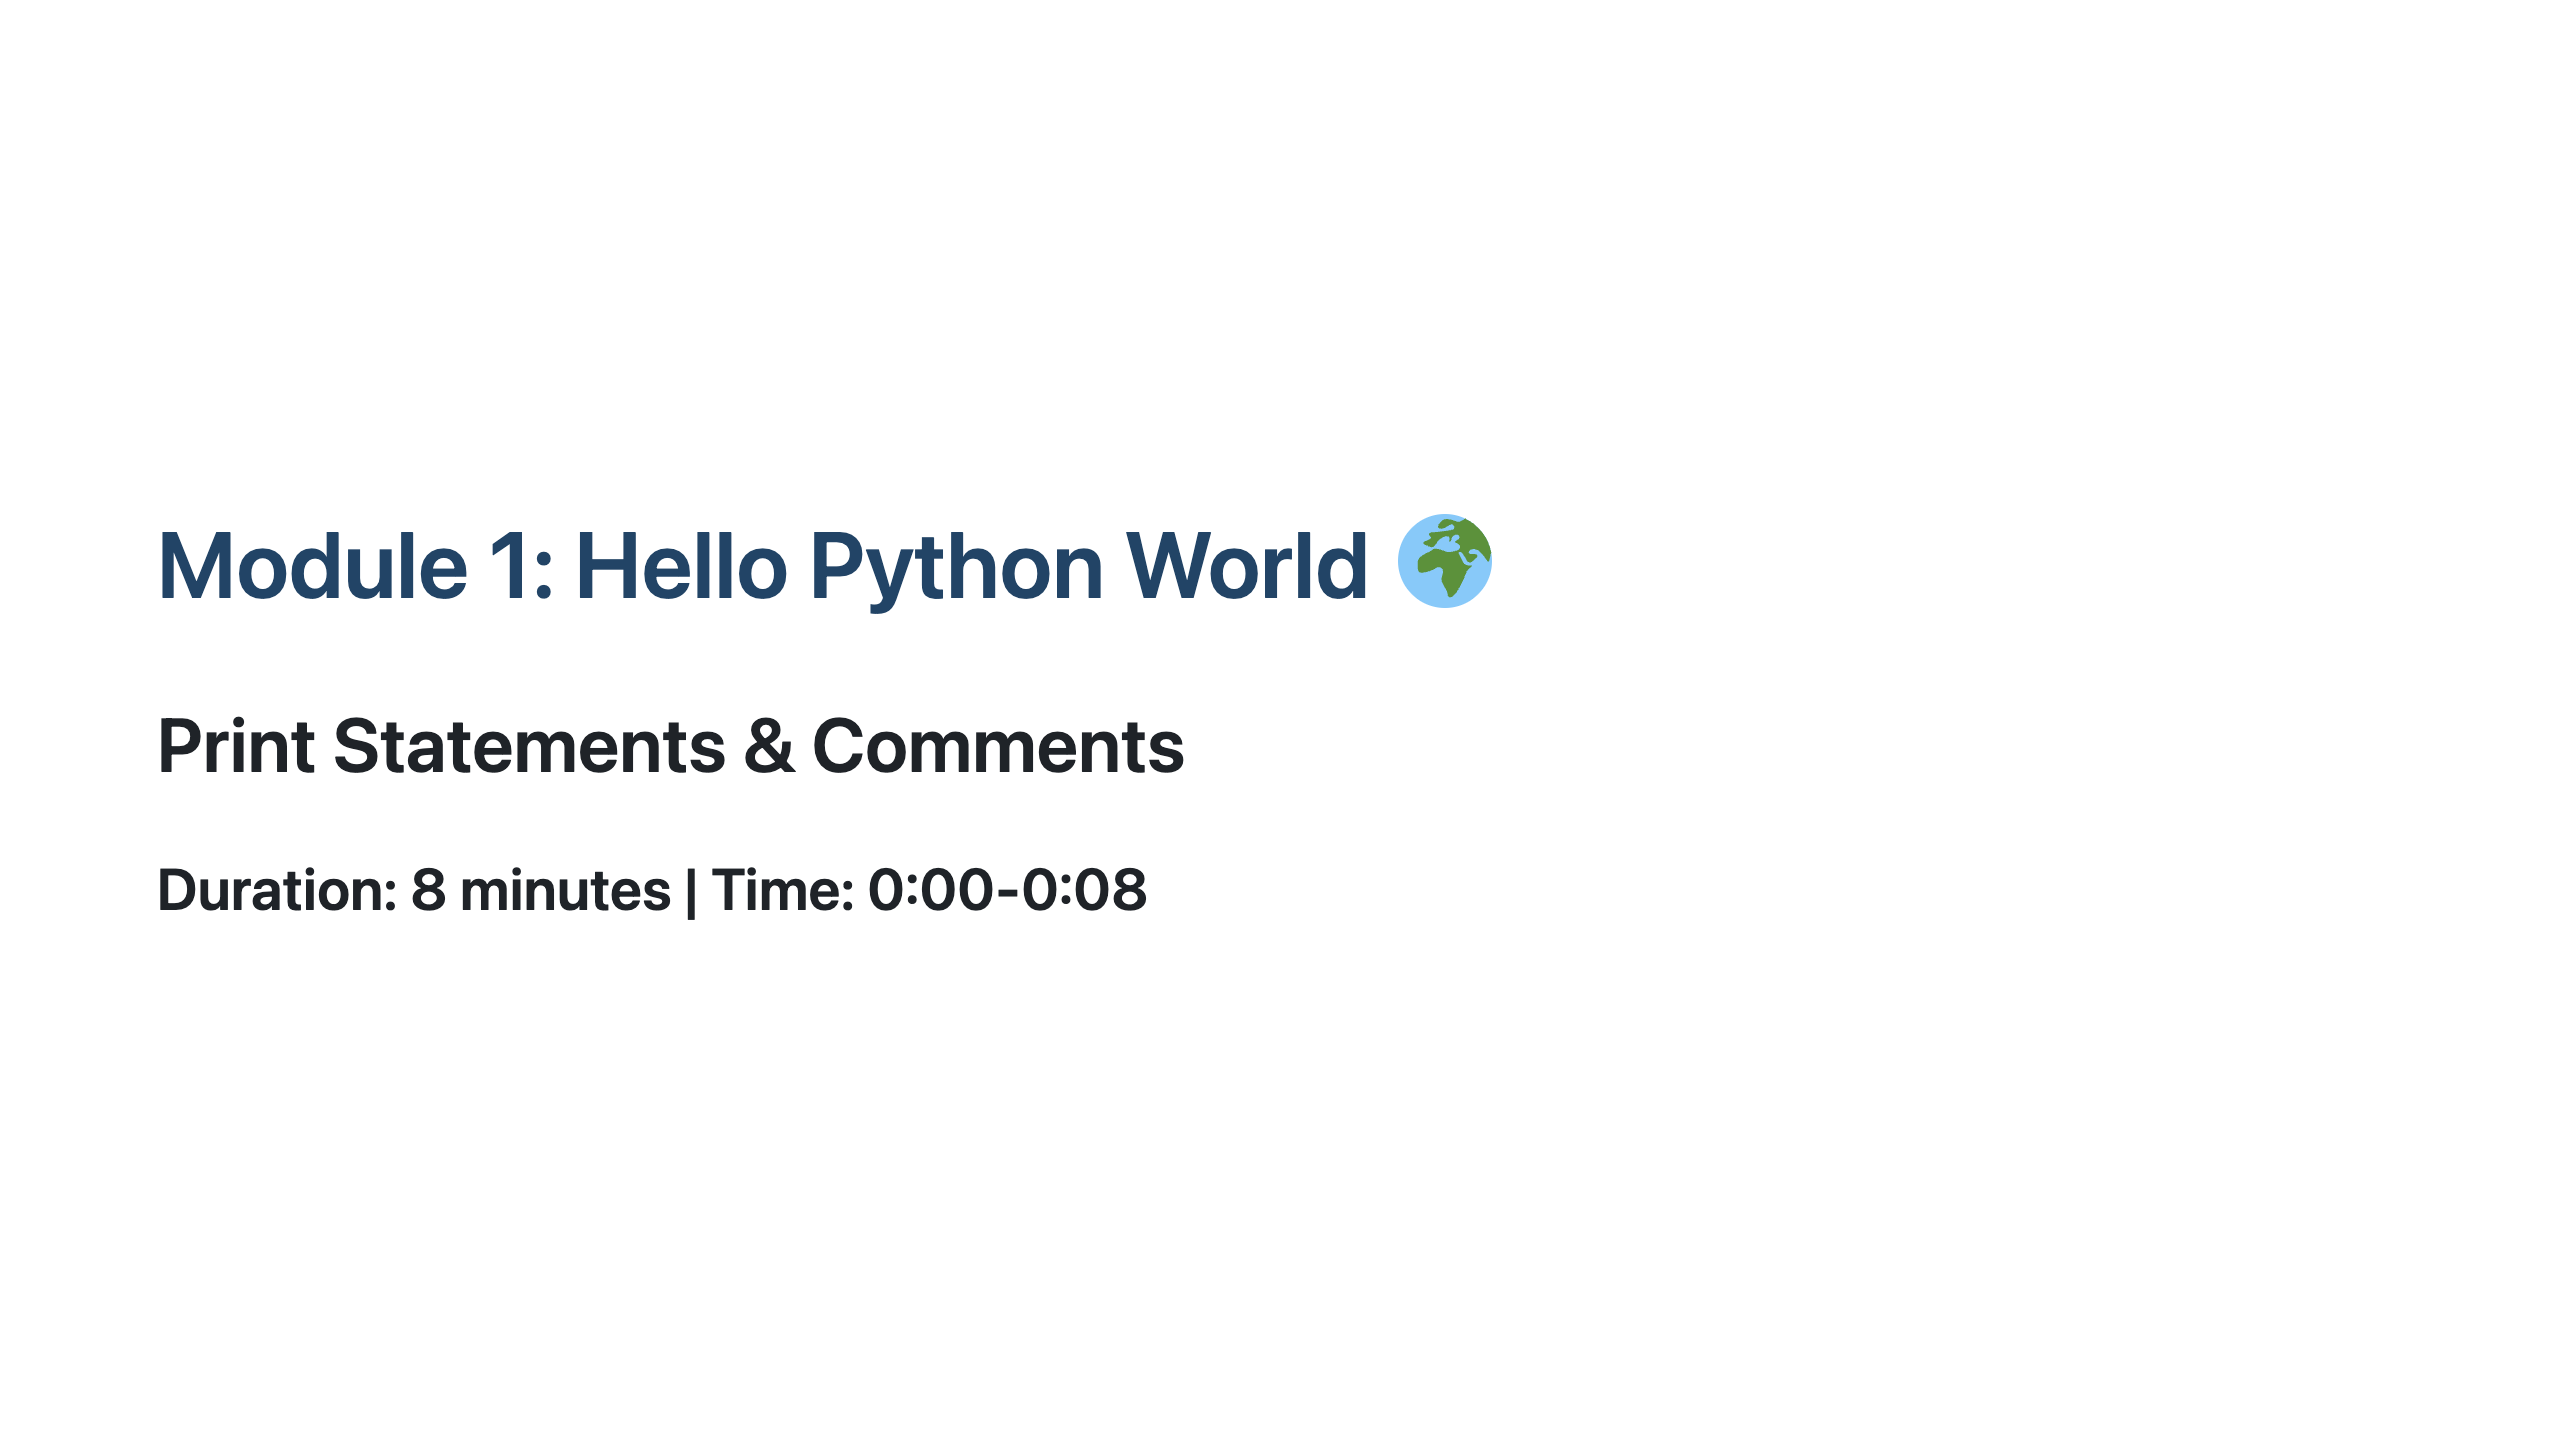 Module 1: Hello Python World 🌍
Print Statements & Comments
Duration: 8 minutes | Time: 0:00-0:08